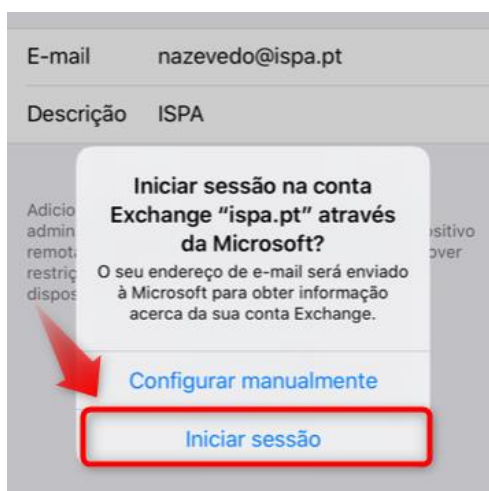 E-mail nazevedo@ispa.pt
Descrição ISPA
Iniciar sessão na conta
Exchange “ispa.pt” através
da Microsoft?
O seu endereço de e-mail será enviado
à Microsoft para obter informação
acerca da sua conta Exchange.
Configurar manualmente
Iniciar sessão